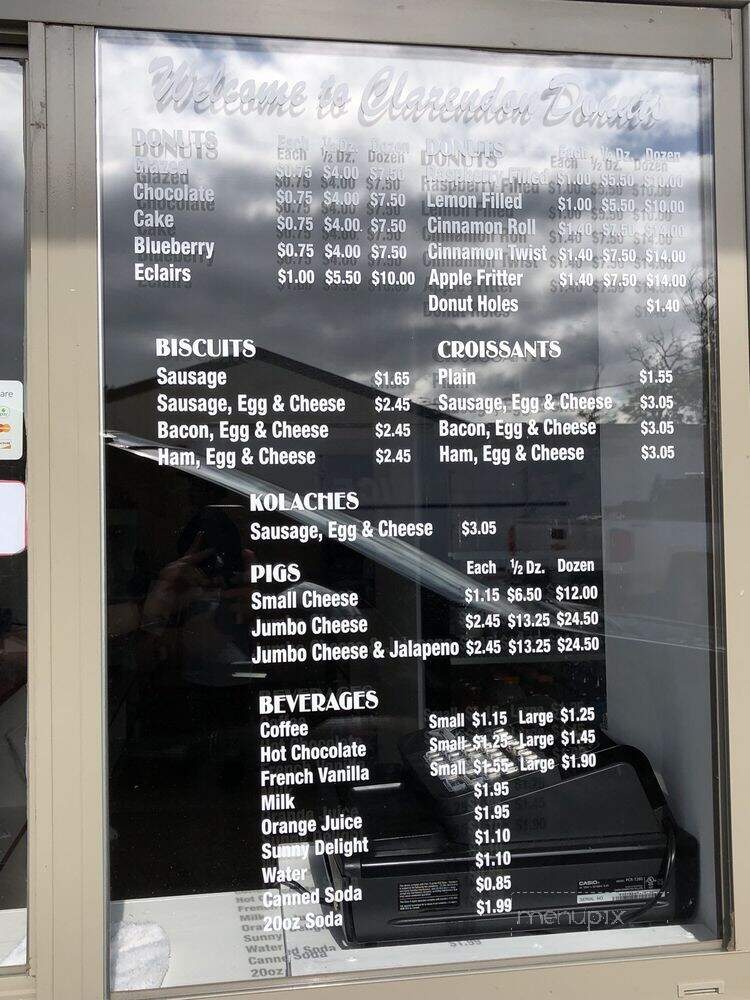 Welcome to Clarendon Donuts
DONUTS Each 1/2 Dz. Dozen
Glazed $0.75 $4.00 $7.50
Chocolate $0.75 $4.00 $7.50
Cake $0.75 $4.00. $7.50
Blueberry $0.75 $4.00 $7.50
Eclairs $1.00 $5.50 $10.00
DONUTS Each 1/2 Dz. Dozen
Raspberry Filled $1.00 $5.50 $10.00
Lemon Filled $1.00 $5.50 $10.00
Cinnamon Roll $1.40 $7.50 $14.00
Cinnamon Twist $1.40 $7.50 $14.00
Apple Fritter $1.40 $7.50 $14.00
Donut Holes $1.40
BISCUITS
Sausage $1.65
Sausage, Egg & Cheese $2.45
Bacon, Egg & Cheese $2.45
Ham, Egg & Cheese $2.45
CROISSANTS
Plain $1.55
Sausage, Egg & Cheese $3.05
Bacon, Egg & Cheese $3.05
Ham, Egg & Cheese $3.05
KOLACHES
Sausage, Egg & Cheese $3.05
PIGS Each 1/2 Dz. Dozen
Small Cheese $1.15 $6.50 $12.00
Jumbo Cheese $2.45 $13.25 $24.50
Jumbo Cheese & Jalapeno $2.45 $13.25 $24.50
BEVERAGES
Coffee Small $1.15 Large $1.25
Hot Chocolate Small $1.25 Large $1.45
French Vanilla Small $1.55 Large $1.90
Milk $1.95
Orange Juice $1.95
Sunny Delight $1.10
Water $1.10
Canned Soda $0.85
20oz Soda $1.99
CASIO
menupix